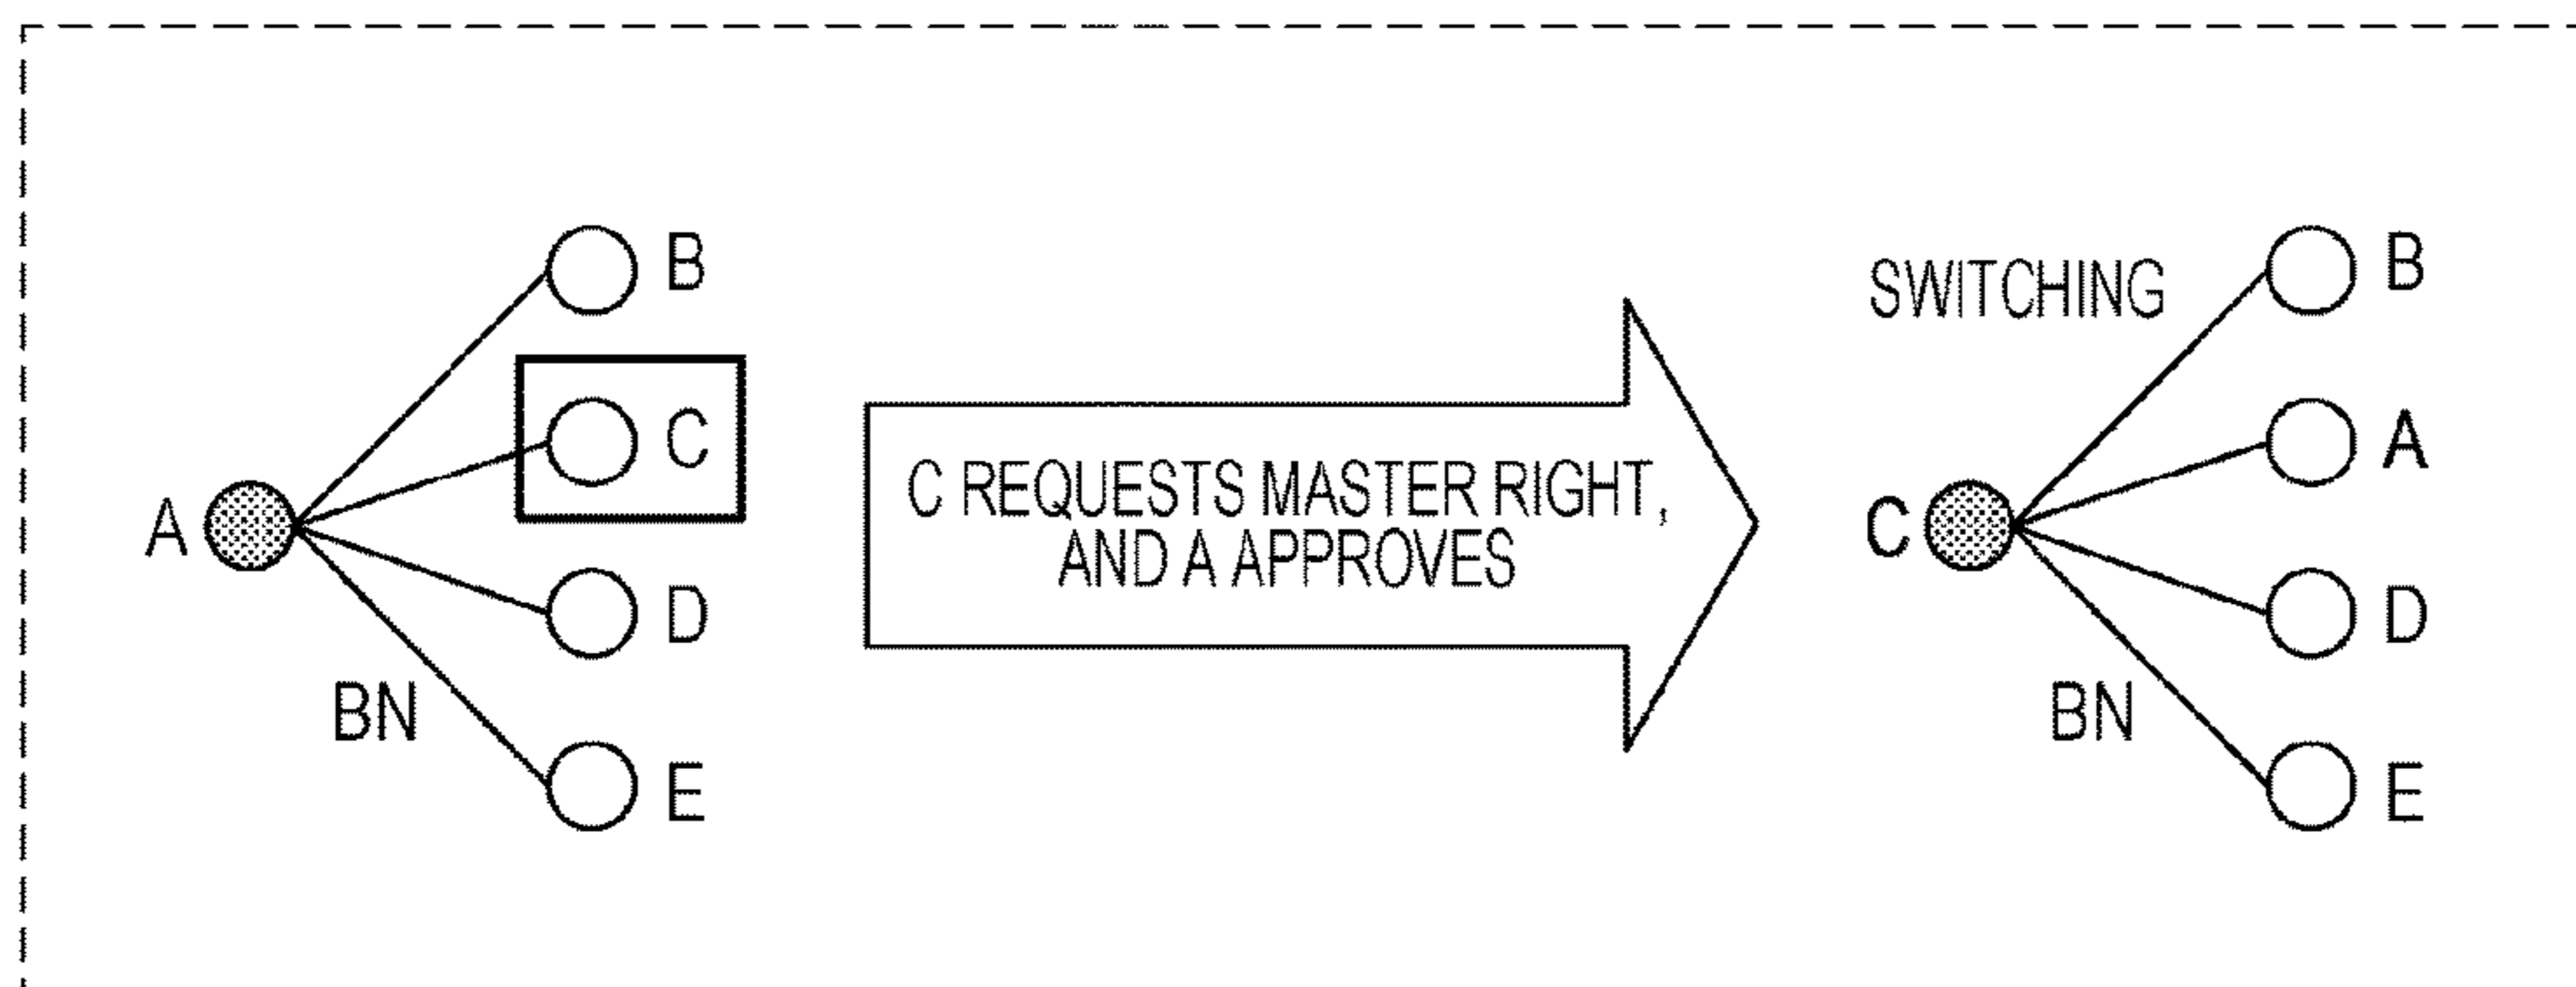 B
C
A
D
BN
E
C REQUESTS MASTER RIGHT,
AND A APPROVES
SWITCHING
B
A
C
D
BN
E